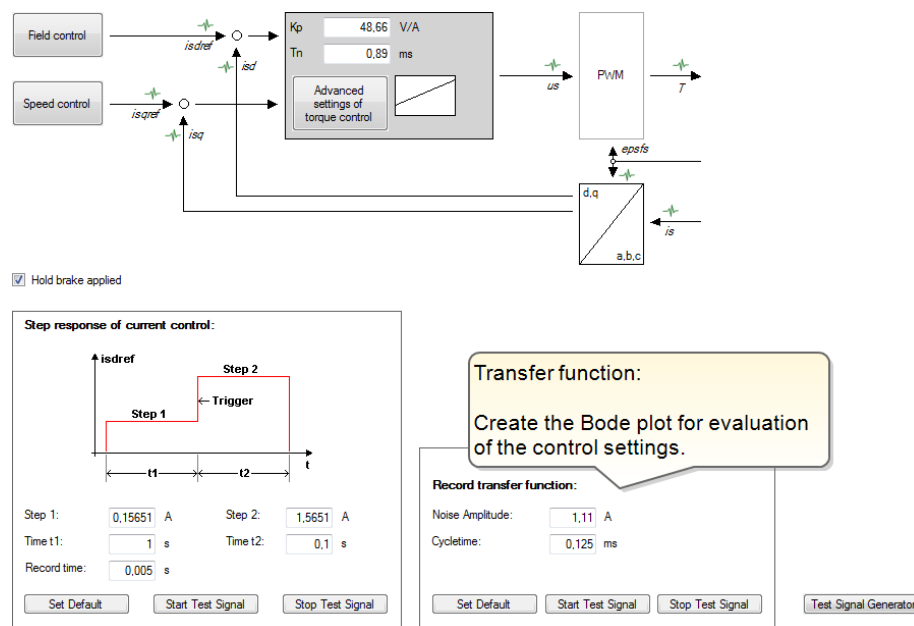 Field control
isdref
Kp 48,66 V/A
Tn 0,89 ms
isd
Speed control
isqref
Advanced
settings of
torque control
us
PWM
T
isq
epsfs
d,q
a,b,c
is
Hold brake applied
Step response of current control:
isdref
Step 2
Trigger
Step 1
t
t1
t2
Step 1: 0,15651 A Step 2: 1,5651 A
Time t1: 1 s Time t2: 0,1 s
Record time: 0,005 s
Set Default Start Test Signal Stop Test Signal
Transfer function:
Create the Bode plot for evaluation
of the control settings.
Record transfer function:
Noise Amplitude: 1,11 A
Cycletime: 0,125 ms
Set Default Start Test Signal Stop Test Signal
Test Signal Generator